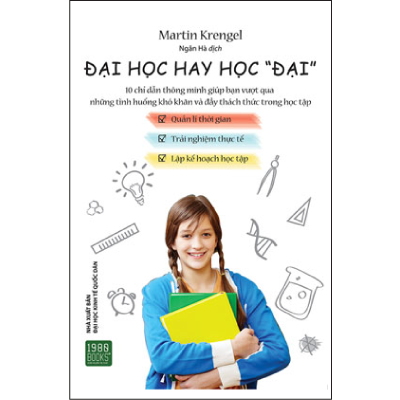 Martin Krengel
Ngân Hà dịch
ĐẠI HỌC HAY HỌC “ĐẠI”
10 chỉ dẫn thông minh giúp bạn vượt qua
những tình huống khó khăn và đầy thách thức trong học tập
Quản lí thời gian
Trải nghiệm thực tế
Lập kế hoạch học tập
NHÀ XUẤT BẢN
ĐẠI HỌC KINH TẾ QUỐC DÂN
1980
BOOKS